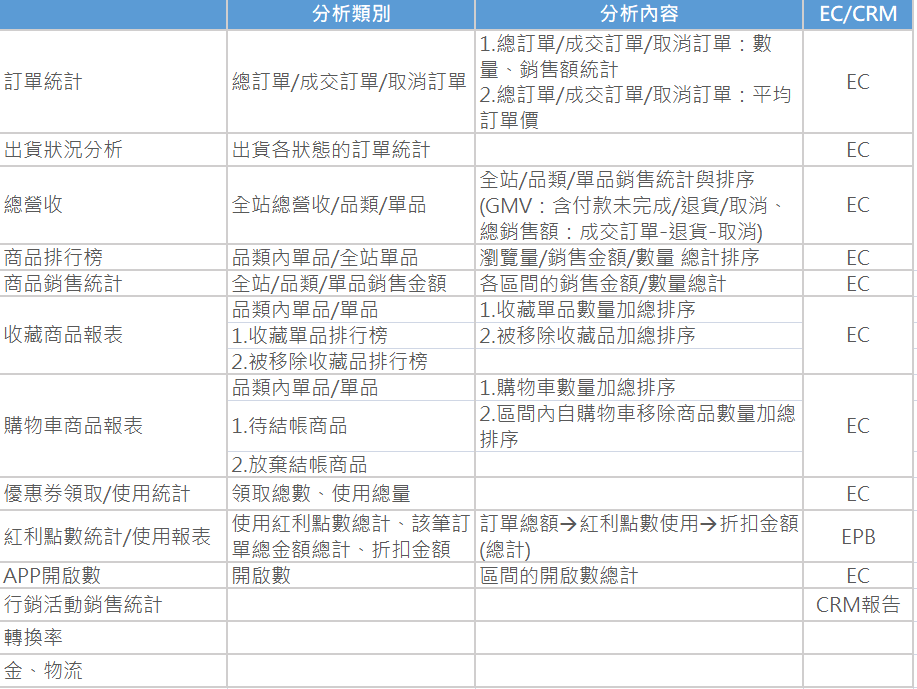 分析類別 分析內容 EC/CRM
訂單統計 總訂單/成交訂單/取消訂單 1.總訂單/成交訂單/取消訂單：數
量、銷售額統計
2.總訂單/成交訂單/取消訂單：平均
訂單價 EC
出貨狀況分析 出貨各狀態的訂單統計 EC
總營收 全站總營收/品類/單品 全站/品類/單品銷售統計與排序
(GMV：含付款未完成/退貨/取消、
總銷售額：成交訂單-退貨-取消) EC
商品排行榜 品類內單品/全站單品 瀏覽量/銷售金額/數量 總計排序 EC
商品銷售統計 全站/品類/單品銷售金額 各區間的銷售金額/數量總計 EC
收藏商品報表 品類內單品/單品 1.收藏單品數量加總排序 EC
1.收藏單品排行榜 2.被移除收藏品加總排序
2.被移除收藏品排行榜
購物車商品報表 品類內單品/單品 1.購物車數量加總排序 EC
1.待結帳商品 2.區間內自購物車移除商品數量加總
排序
2.放棄結帳商品
優惠券領取/使用統計 領取總數、使用總量 EC
紅利點數統計/使用報表 使用紅利點數總計、該筆訂
單總金額總計、折扣金額 訂單總額→紅利點數使用→折扣金額
(總計) EPB
APP開啟數 開啟數 區間的開啟數總計 EC
行銷活動銷售統計 CRM報告
轉換率
金、物流